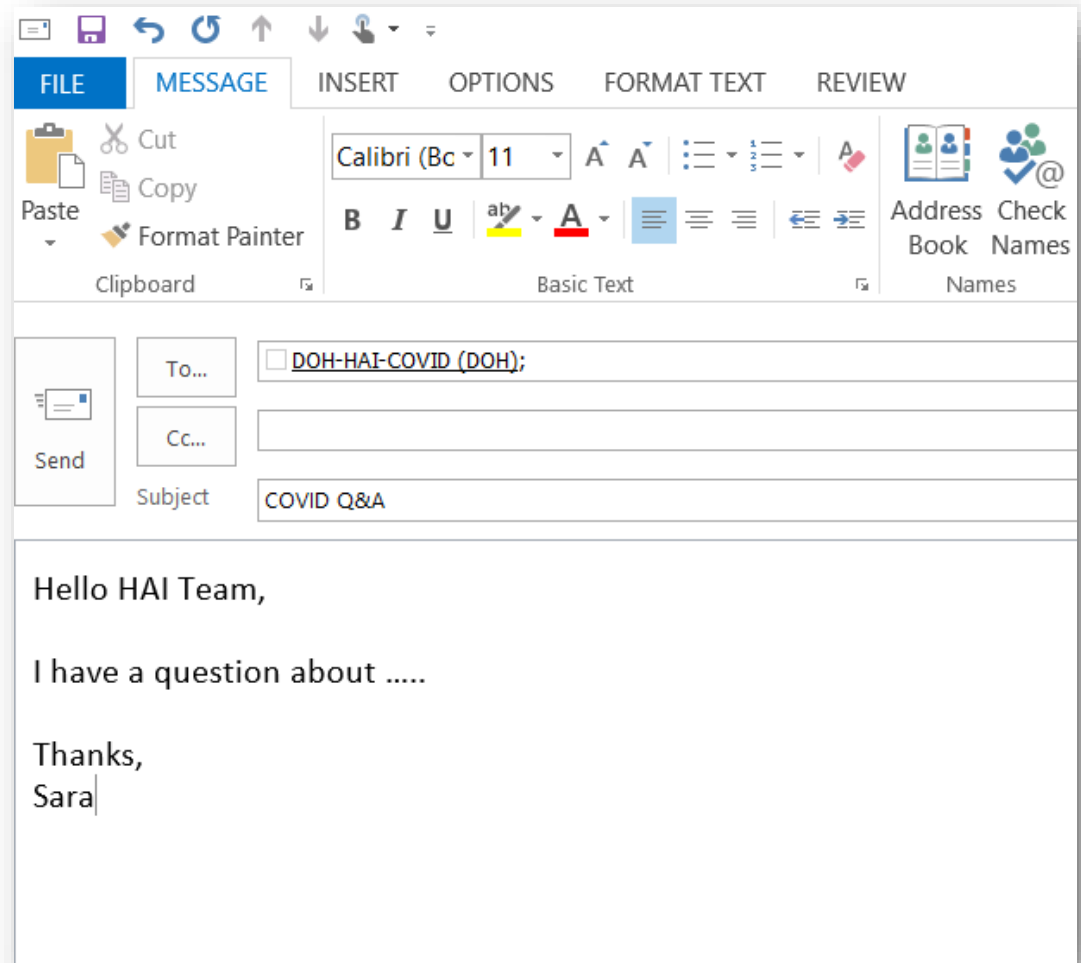 FILE MESSAGE INSERT OPTIONS FORMAT TEXT REVIEW
Paste
Cut
Copy
Format Painter
Clipboard
Calibri (Bo 11 A A A
B I U ab A
Basic Text
Address Book
Check Names
Names
Send
To... DOH-HAI-COVID (DOH);
Cc...
Subject COVID Q&A
Hello HAI Team,
I have a question about .....
Thanks,
Sara